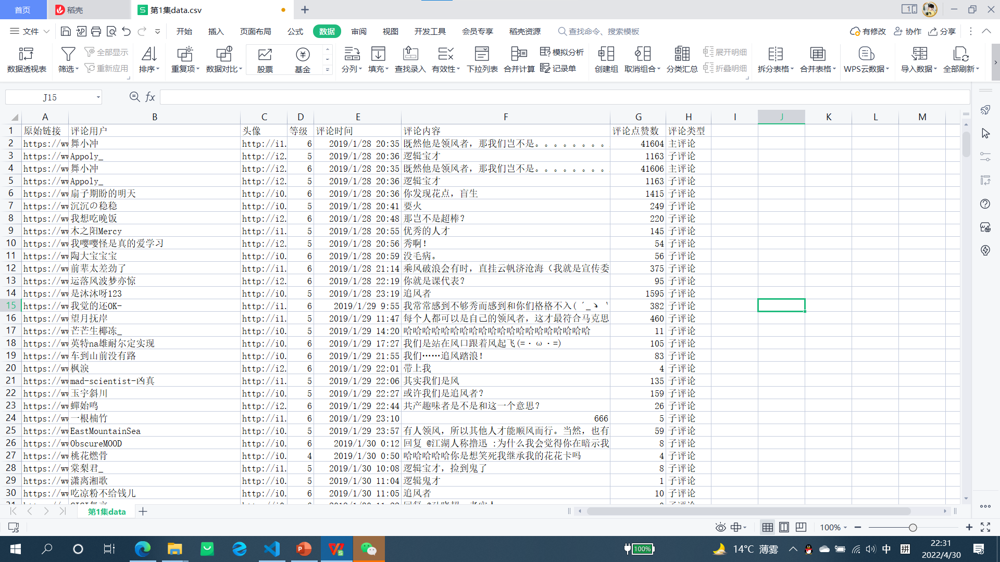 首页 稻壳 第1集data.csv
文件 开始 插入 页面布局 公式 数据 审阅 视图 开发工具 会员专享 稻壳资源 查找命令、搜索模板 有修改 协作 分享
数据透视表 筛选 全部显示 重新应用 排序 重复项 数据对比 股票 基金 分列 填充 查找录入 有效性 下拉列表 合并计算 模拟分析 记录单 创建组 取消组合 分类汇总 展开明细 折叠明细 拆分表格 合并表格 WPS云数据 导入数据 全部刷新
J15 fx
A B C D E F G H I J K L M
1 原始链接 评论用户 头像 等级 评论时间 评论内容 评论点赞数 评论类型
2 https://ww 舞小冲 http://i1. 6 2019/1/28 20:35 既然他是领风者，那我们岂不是。。。。。。。。 41604 主评论
3 https://ww Appoly_ http://i2. 5 2019/1/28 20:36 逻辑宝才 1163 子评论
4 https://ww 舞小冲 http://i2. 6 2019/1/28 20:35 既然他是领风者，那我们岂不是。。。。。。。。 41606 主评论
5 https://ww Appoly_ http://i2. 5 2019/1/28 20:36 逻辑宝才 1163 子评论
6 https://ww 扇子期盼的明天 http://i0. 6 2019/1/28 20:36 你发现花点，盲生 1415 子评论
7 https://ww 沉沉の稳稳 http://i0. 5 2019/1/28 20:41 要火 249 子评论
8 https://ww 我想吃晚饭 http://i2. 6 2019/1/28 20:48 那岂不是超棒? 220 子评论
9 https://ww 木之阳Mercy http://i1. 5 2019/1/28 20:55 优秀的人才 145 子评论
10 https://ww 我嘤嘤怪是真的爱学习 http://i2. 5 2019/1/28 20:56 秀啊! 54 子评论
11 https://ww 陶大宝宝宝 http://i0. 6 2019/1/28 20:59 没毛病。 56 子评论
12 https://ww 前辈太差劲了 http://i1. 6 2019/1/28 21:14 乘风破浪会有时，直挂云帆济沧海（我就是宣传委 375 子评论
13 https://ww 运落风波梦亦惊 http://i2. 6 2019/1/28 22:19 你就是课代表? 95 子评论
14 https://ww 是沐沐呀123 http://i0. 5 2019/1/28 23:19 追风者 1595 子评论
15 https://ww 我觉的还OK- http://i1. 6 2019/1/29 9:55 我常常感到不够秀而感到和你们格格不入( ´_ゝ ` 382 子评论
16 https://ww 望月抚岸 http://i1. 5 2019/1/29 11:47 每个人都可以是自己的领风者，这才最符合马克思 460 子评论
17 https://ww 芒芒生椰冻_ http://i0. 5 2019/1/29 14:20 哈哈哈哈哈哈哈哈哈哈哈哈哈哈哈哈哈哈哈哈 11 子评论
18 https://ww 英特na雄耐尔定实现 http://i0. 6 2019/1/29 17:27 我们是站在风口跟着风起飞(=·ω·=) 105 子评论
19 https://ww 车到山前没有路 http://i0. 6 2019/1/29 21:55 我们……追风踏浪! 83 子评论
20 https://ww 枫淚 http://i2. 6 2019/1/29 22:01 带上我 4 子评论
21 https://ww mad-scientist-凶真 http://i1. 5 2019/1/29 22:06 其实我们是风 135 子评论
22 https://ww 玉宇斜川 http://i0. 5 2019/1/29 22:27 或许我们是追风者? 159 子评论
23 https://ww 蟬始鸣 http://i2. 6 2019/1/29 22:44 共产趣味者是不是和这一个意思? 26 子评论
24 https://ww 一根楠竹 http://i1. 6 2019/1/29 23:10 666 5 子评论
25 https://ww EastMountainSea http://i0. 5 2019/1/29 23:57 有人领风，所以其他人才能顺风而行。当然，也有 59 子评论
26 https://ww ObscureMOOD http://i0. 6 2019/1/30 0:12 回复 @江湖人称撸迅 :为什么我会觉得你在暗示我 8 子评论
27 https://ww 桃花燃骨 http://i0. 4 2019/1/30 0:50 哈哈哈哈哈你是想笑死我继承我的花花卡吗 4 子评论
28 https://ww 棠梨君_ http://i1. 5 2019/1/30 10:08 逻辑宝才，捡到鬼了 8 子评论
29 https://ww 潇离湘歌 http://i0. 5 2019/1/30 11:04 逻辑鬼才 1 子评论
30 https://ww 吃凉粉不给钱儿 http://i0. 6 2019/1/30 11:05 追风者 10 子评论
第1集data
100%
100% 14°C 薄雾 中 拼 22:31
2022/4/30